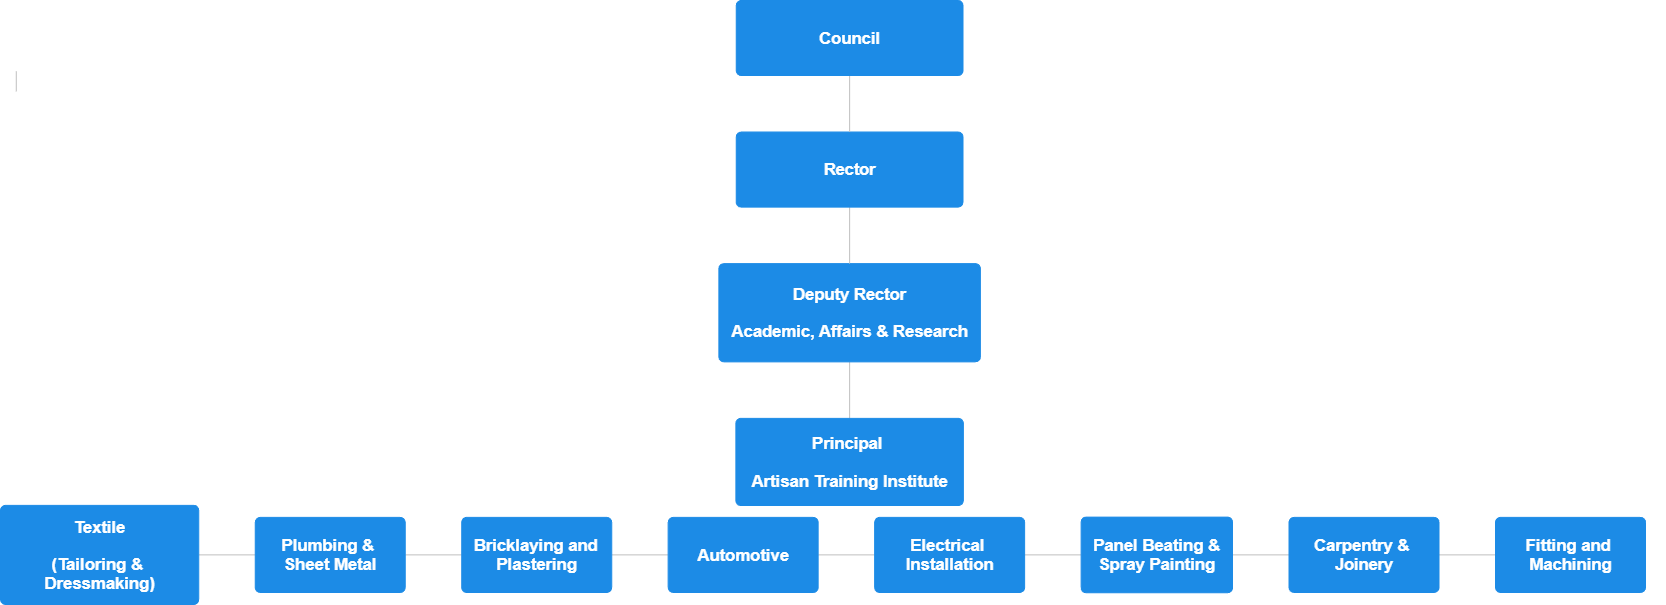 Council
Rector
Deputy Rector
Academic, Affairs & Research
Principal
Artisan Training Institute
Textile
(Tailoring &
Dressmaking)
Plumbing &
Sheet Metal
Bricklaying and
Plastering
Automotive
Electrical
Installation
Panel Beating &
Spray Painting
Carpentry &
Joinery
Fitting and
Machining